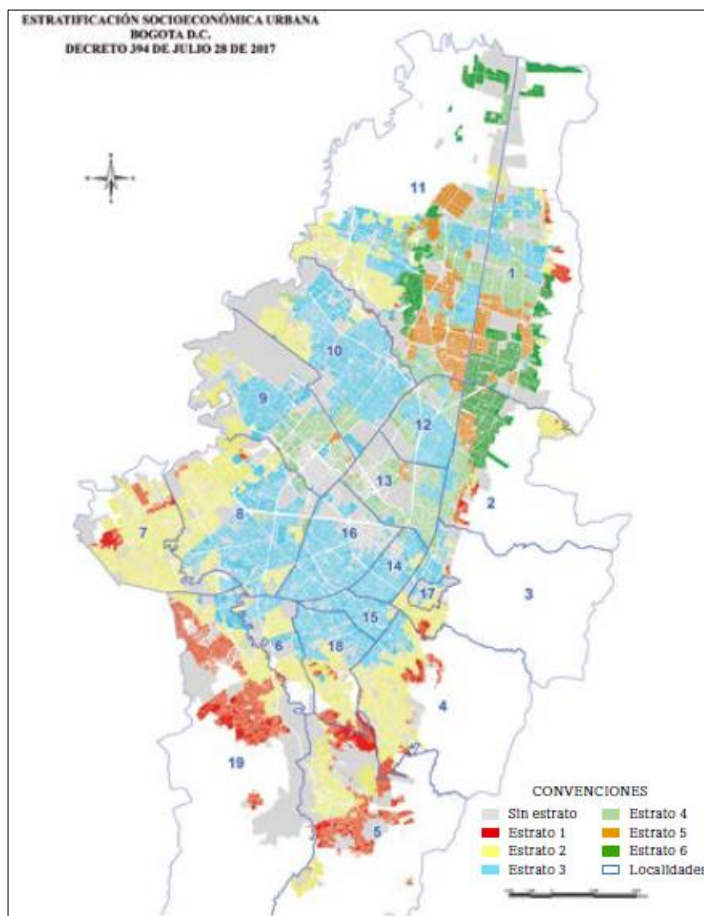 ESTRATIFICACIÓN SOCIOECONÓMICA URBANA
BOGOTA D.C.
DECRETO 394 DE JULIO 28 DE 2017
11
1
10
9
12
13
2
7
8
16
14
17
3
15
6
18
4
19
5
CONVENCIONES
Sin estrato
Estrato 1
Estrato 2
Estrato 3
Estrato 4
Estrato 5
Estrato 6
Localidades